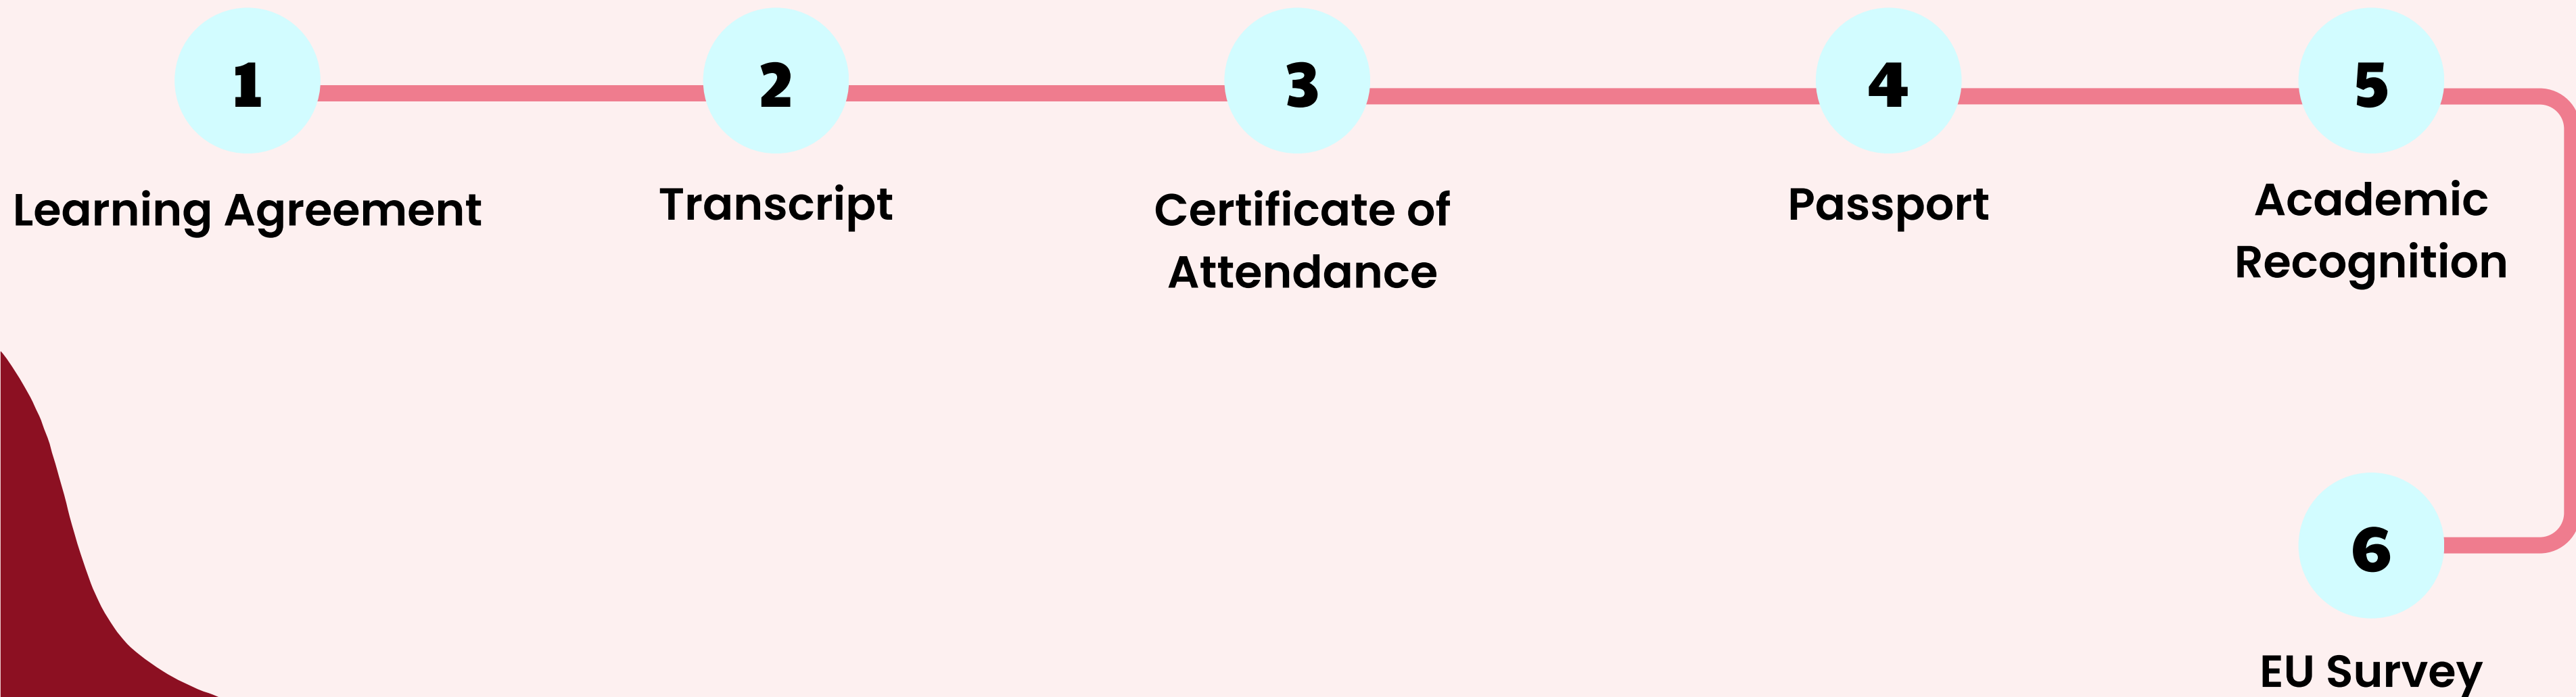 1
2
3
4
5
Learning Agreement
Transcript
Certificate of
Attendance
Passport
Academic
Recognition
6
EU Survey